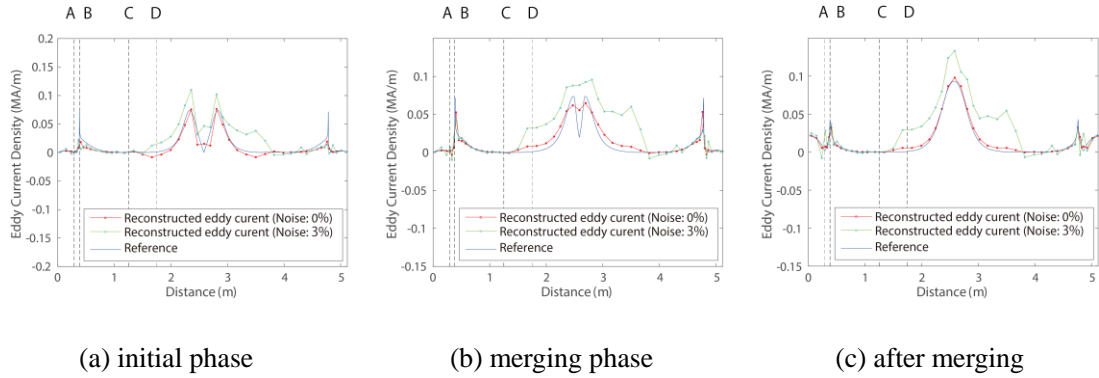 A B C D
A B C D
A B C D
Eddy Current Density (MA/m)
0.2
0.15
0.1
0.05
0
-0.05
-0.1
-0.15
-0.2
Reconstructed eddy curent (Noise: 0%)
Reconstructed eddy curent (Noise: 3%)
Reference
0 1 2 3 4 5
Distance (m)
Eddy Current Density (MA/m)
0.1
0.05
0
-0.05
-0.1
-0.15
Reconstructed eddy curent (Noise: 0%)
Reconstructed eddy curent (Noise: 3%)
Reference
0 1 2 3 4 5
Distance (m)
Eddy Current Density (MA/m)
0.1
0.05
0
-0.05
-0.1
-0.15
Reconstructed eddy curent (Noise: 0%)
Reconstructed eddy curent (Noise: 3%)
Reference
0 1 2 3 4 5
Distance (m)
(a) initial phase
(b) merging phase
(c) after merging